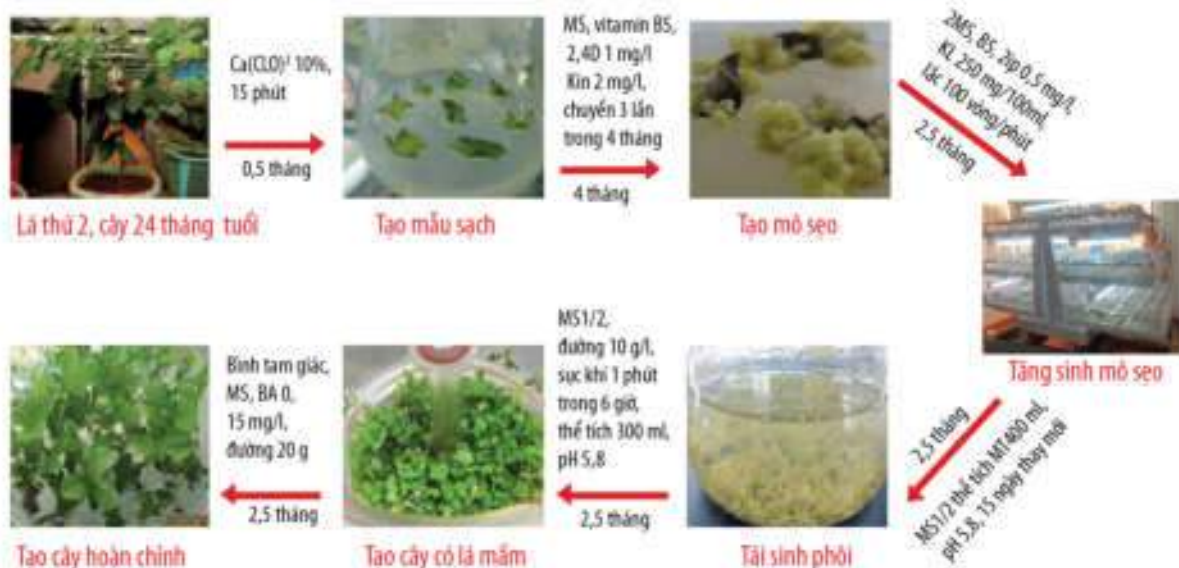 Ca(CLO)² 10%,
15 phút
0,5 tháng
MS, vitamin B5,
2,4D 1 mg/l
Kin 2 mg/l,
chuyển 3 lần
trong 4 tháng
4 tháng
2MS, B5, 2ip 0.5 mg/l,
KL 250 mg/100ml,
lắc 100 vòng/phút
2,5 tháng
Lá thứ 2, cây 24 tháng tuổi
Tạo mẫu sạch
Tạo mô sẹo
Tăng sinh mô sẹo
2,5 tháng
MS1/2 thể tích MT400 ml,
pH 5,8, 15 ngày thay mới
Tái sinh phôi
MS1/2,
đường 10 g/l,
sục khí 1 phút
trong 6 giờ,
thể tích 300 ml,
pH 5,8
2,5 tháng
Tạo cây có lá mầm
Bình tam giác,
MS, BA 0,
15 mg/l,
đường 20 g
2,5 tháng
Tạo cây hoàn chỉnh